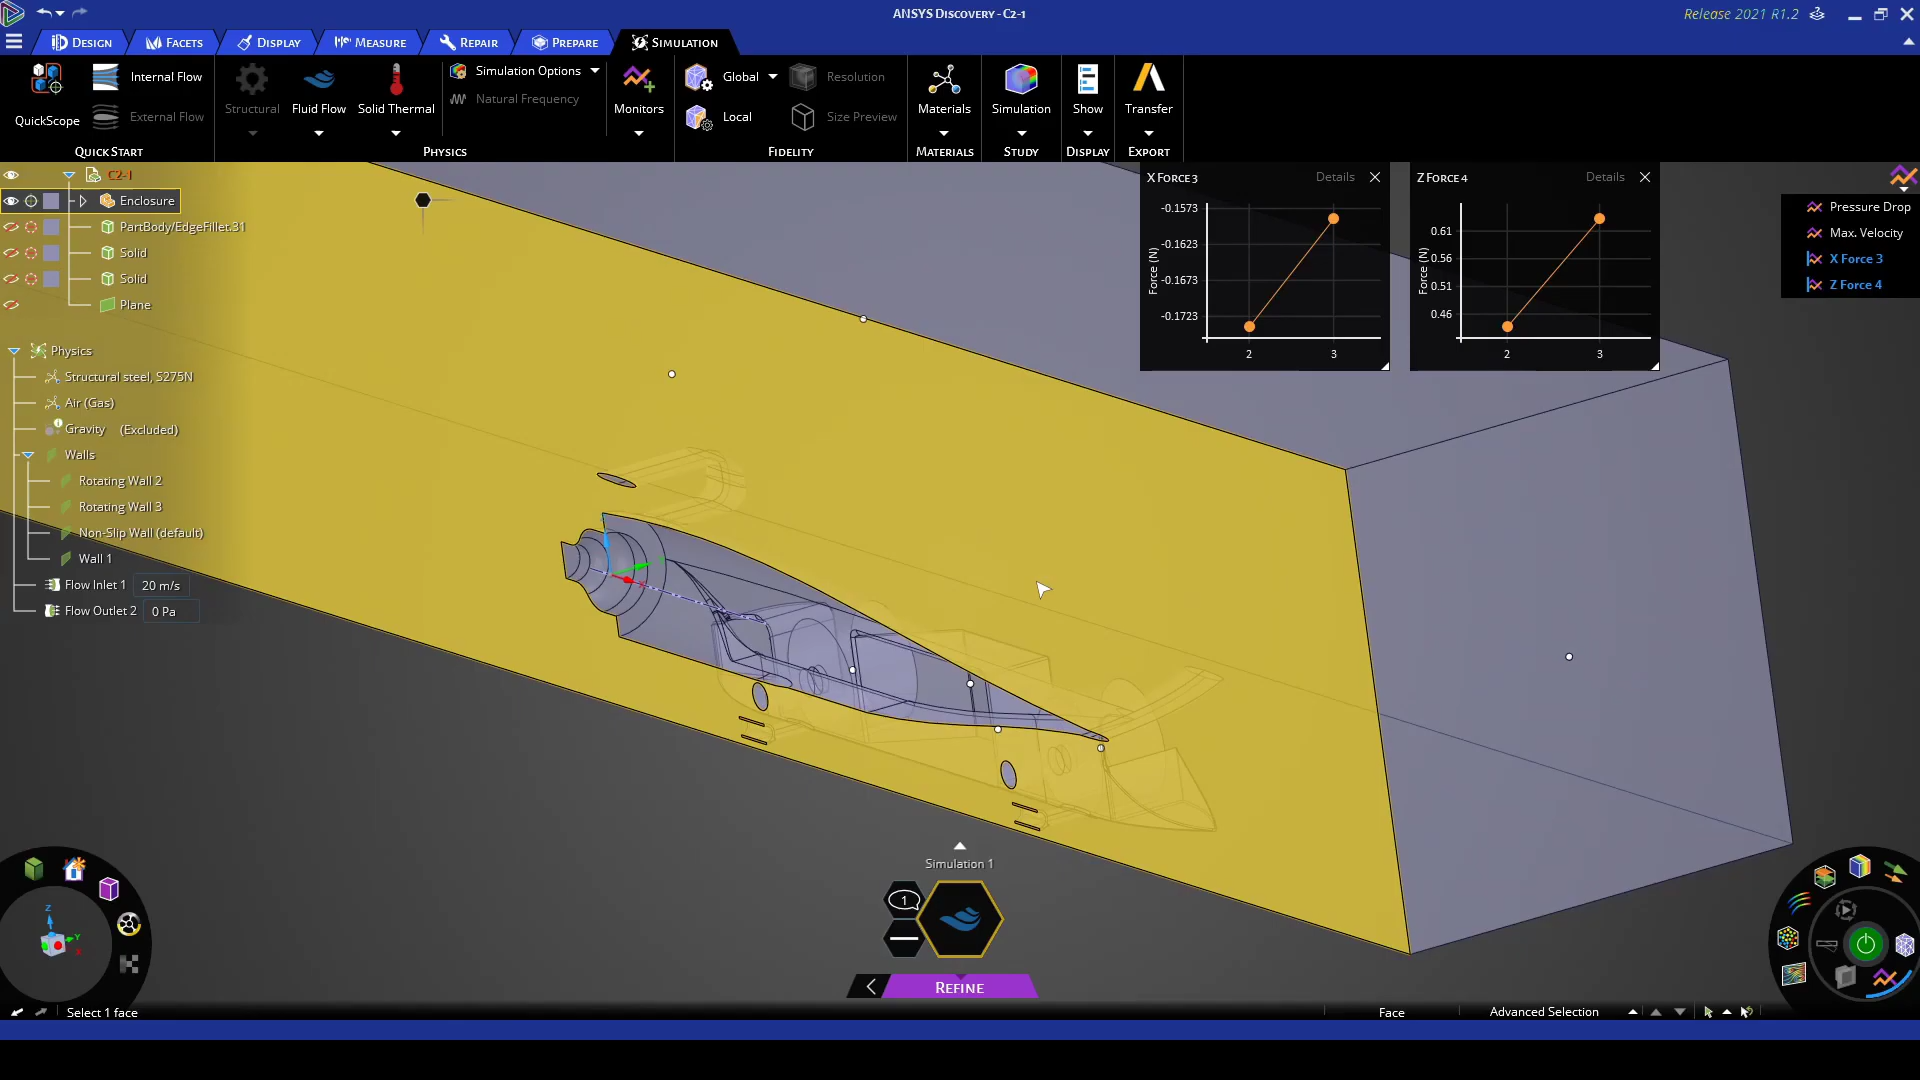 ANSYS DISCOVERY - C2-1
Release 2021 R1.2
DESIGN
FACETS
DISPLAY
MEASURE
REPAIR
PREPARE
SIMULATION
QuickScope
Internal Flow
External Flow
QUICK START
Structural
Fluid Flow
Solid Thermal
Simulation Options
Natural Frequency
PHYSICS
Monitors
Global
Local
Resolution
Size Preview
FIDELITY
Materials
MATERIALS
Simulation
STUDY
Show
DISPLAY
Transfer
EXPORT
C2-1
Enclosure
PartBody/EdgeFillet.31
Solid
Solid
Plane
Physics
Structural steel, S275N
Air (Gas)
Gravity (Excluded)
Walls
Rotating Wall 2
Rotating Wall 3
Non-Slip Wall (default)
Wall 1
Flow Inlet 1 20 m/s
Flow Outlet 2 0 Pa
X FORCE 3
Details
Force (N)
-0.1573
-0.1623
-0.1673
-0.1723
2
3
Z FORCE 4
Details
Force (N)
0.61
0.56
0.51
0.46
2
3
Pressure Drop
Max. Velocity
X Force 3
Z Force 4
Simulation 1
1
REFINE
Z
Y
X
Select 1 face
Face
Advanced Selection